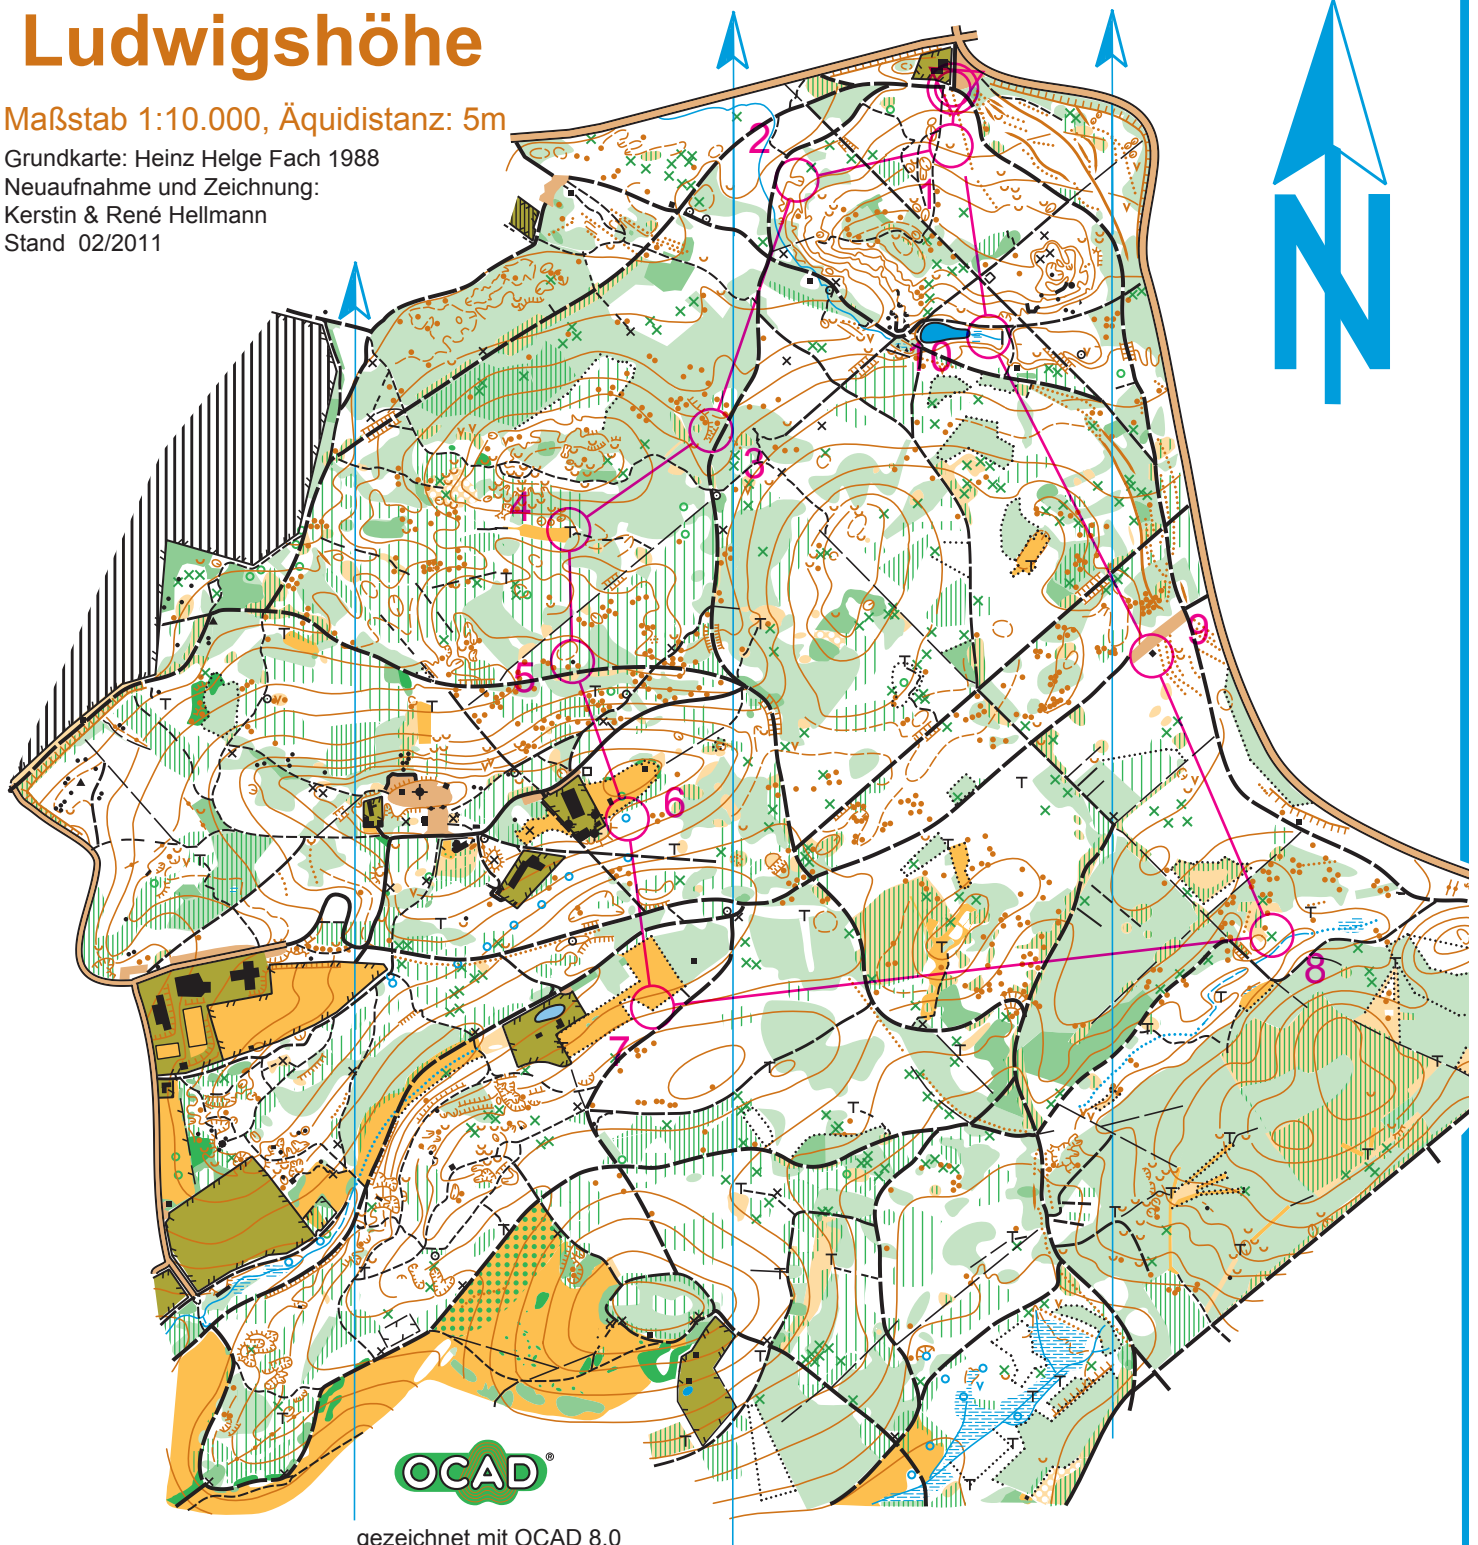 Ludwigshöhe
Maßstab 1:10.000, Äquidistanz: 5m
Grundkarte: Heinz Helge Fach 1988
Neuaufnahme und Zeichnung:
Kerstin & René Hellmann
Stand 02/2011
N
2
1
10
3
4
9
5
6
8
7
OCAD®
gezeichnet mit OCAD 8.0